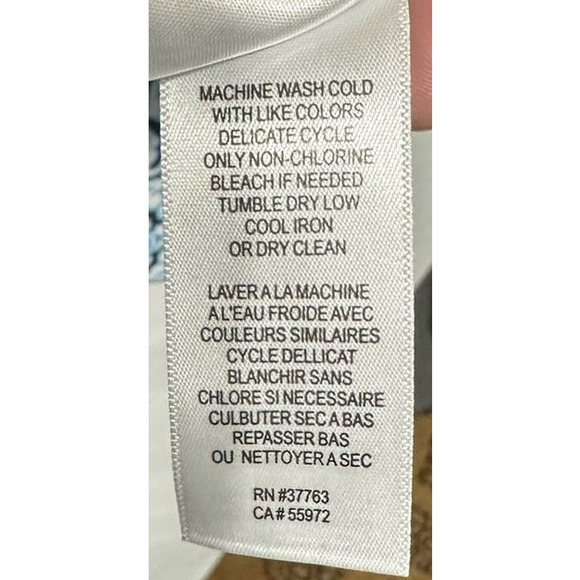 MACHINE WASH COLD
WITH LIKE COLORS
DELICATE CYCLE
ONLY NON-CHLORINE
BLEACH IF NEEDED
TUMBLE DRY LOW
COOL IRON
OR DRY CLEAN
LAVER A LA MACHINE
A L'EAU FROIDE AVEC
COULEURS SIMILAIRES
CYCLE DELLICAT
BLANCHIR SANS
CHLORE SI NECESSAIRE
CULBUTER SEC A BAS
REPASSER BAS
OU NETTOYER A SEC
RN #37763
CA# 55972